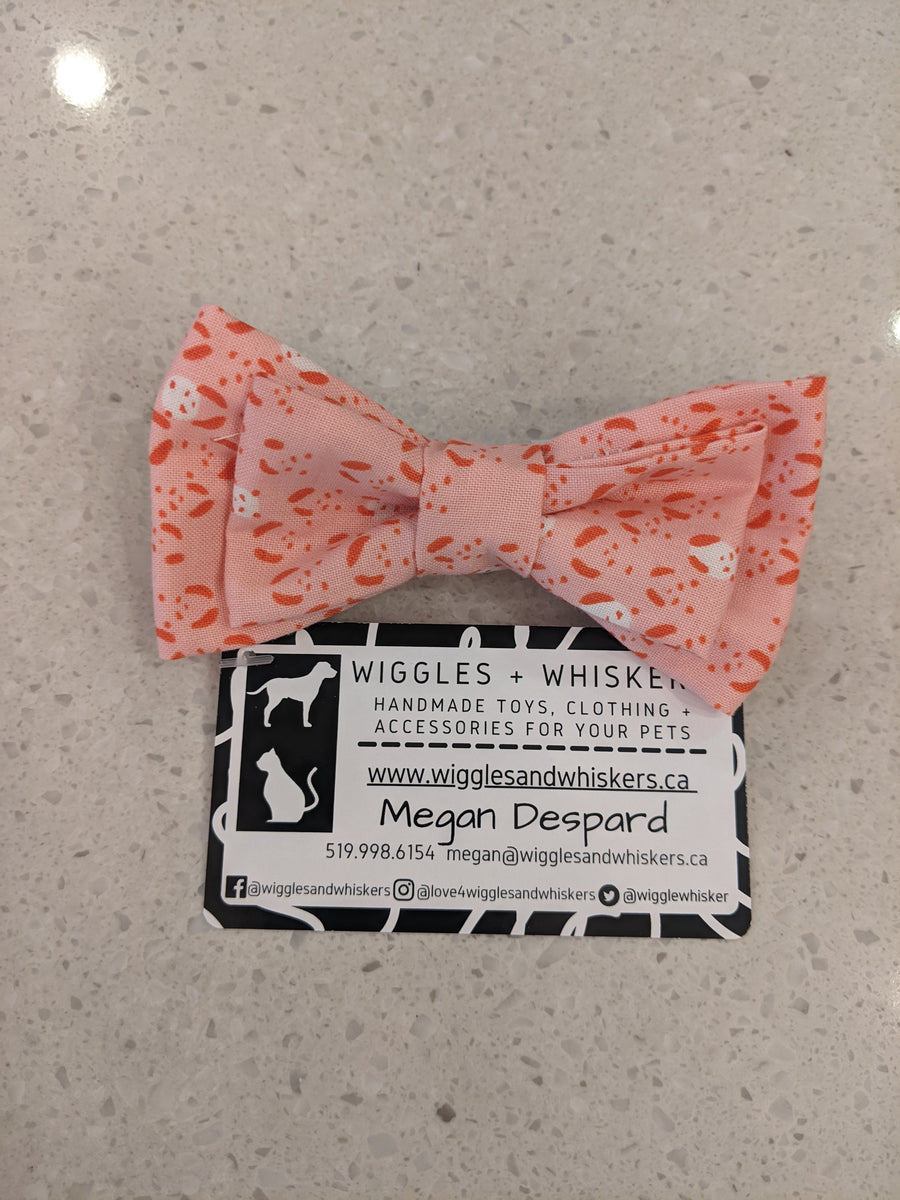 WIGGLES + WHISKER
HANDMADE TOYS, CLOTHING +
ACCESSORIES FOR YOUR PETS
www.wigglesandwhiskers.ca
Megan Despard
519.998.6154 megan@wigglesandwhiskers.ca
@wigglesandwhiskers @love4wigglesandwhiskers @wigglewhisker